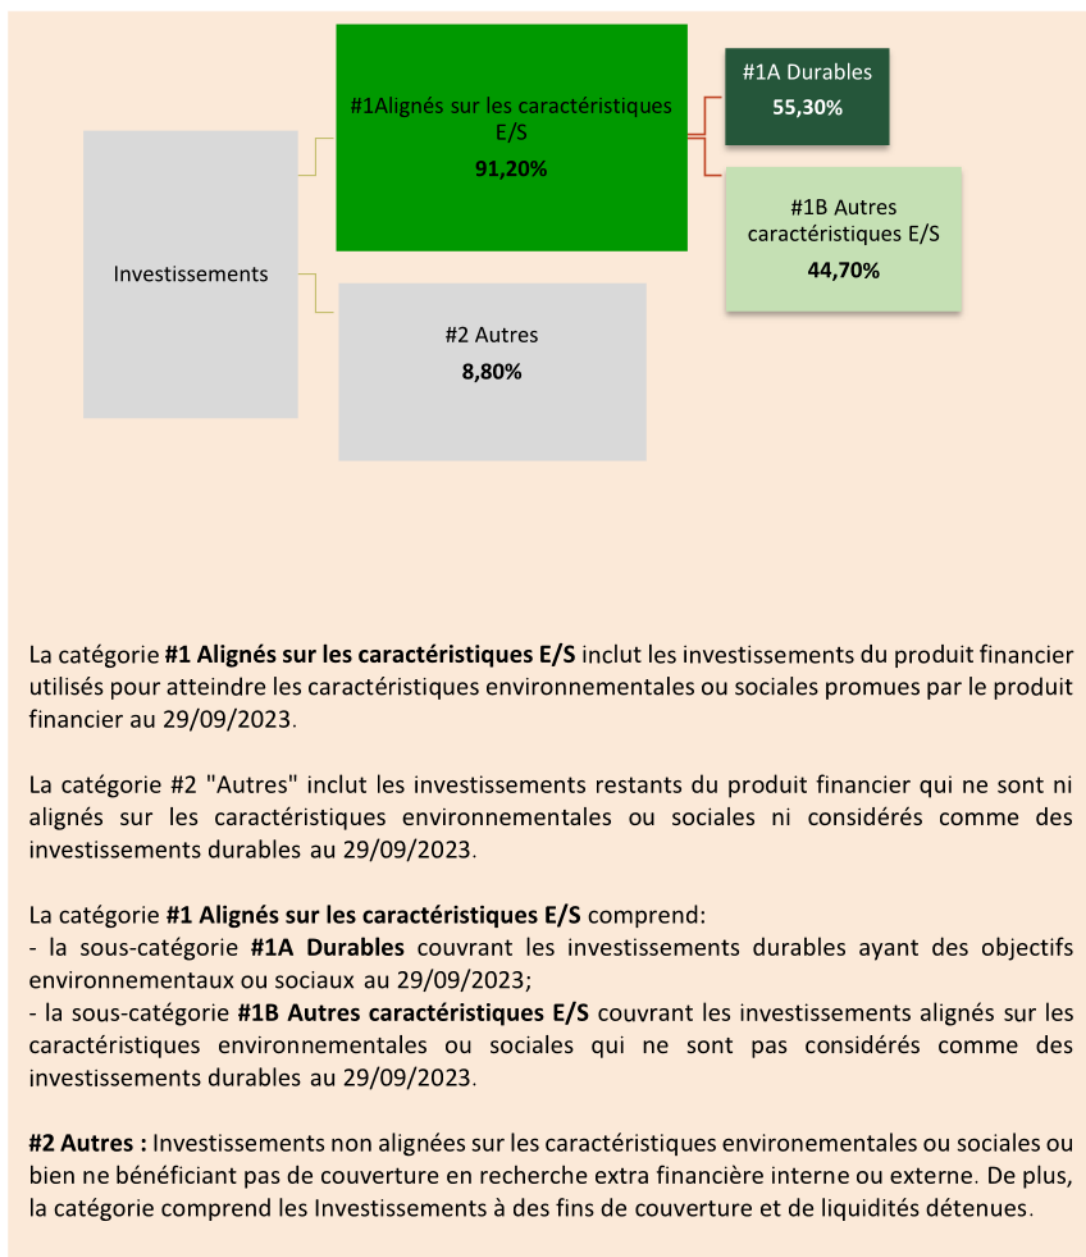 #1A Durables
55,30%
#1Alignés sur les caractéristiques
E/S
91,20%
#1B Autres
caractéristiques E/S
44,70%
Investissements
#2 Autres
8,80%
La catégorie #1 Alignés sur les caractéristiques E/S inclut les investissements du produit financier
utilisés pour atteindre les caractéristiques environnementales ou sociales promues par le produit
financier au 29/09/2023.
La catégorie #2 "Autres" inclut les investissements restants du produit financier qui ne sont ni
alignés sur les caractéristiques environnementales ou sociales ni considérés comme des
investissements durables au 29/09/2023.
La catégorie #1 Alignés sur les caractéristiques E/S comprend:
- la sous-catégorie #1A Durables couvrant les investissements durables ayant des objectifs
environnementaux ou sociaux au 29/09/2023;
- la sous-catégorie #1B Autres caractéristiques E/S couvrant les investissements alignés sur les
caractéristiques environnementales ou sociales qui ne sont pas considérés comme des
investissements durables au 29/09/2023.
#2 Autres : Investissements non alignées sur les caractéristiques environementales ou sociales ou
bien ne bénéficiant pas de couverture en recherche extra financière interne ou externe. De plus,
la catégorie comprend les Investissements à des fins de couverture et de liquidités détenues.